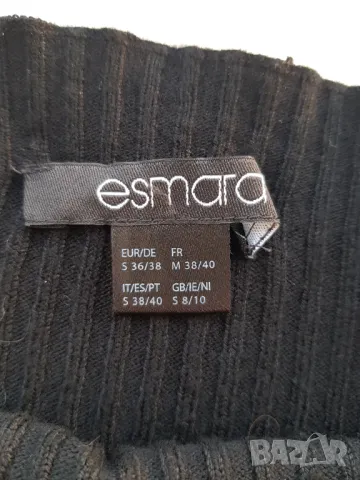 esmara
EUR/DE FR
S 36/38 M 38/40
IT/ES/PT GB/IE/NI
S 38/40 S 8/10
BAZAR
.bg